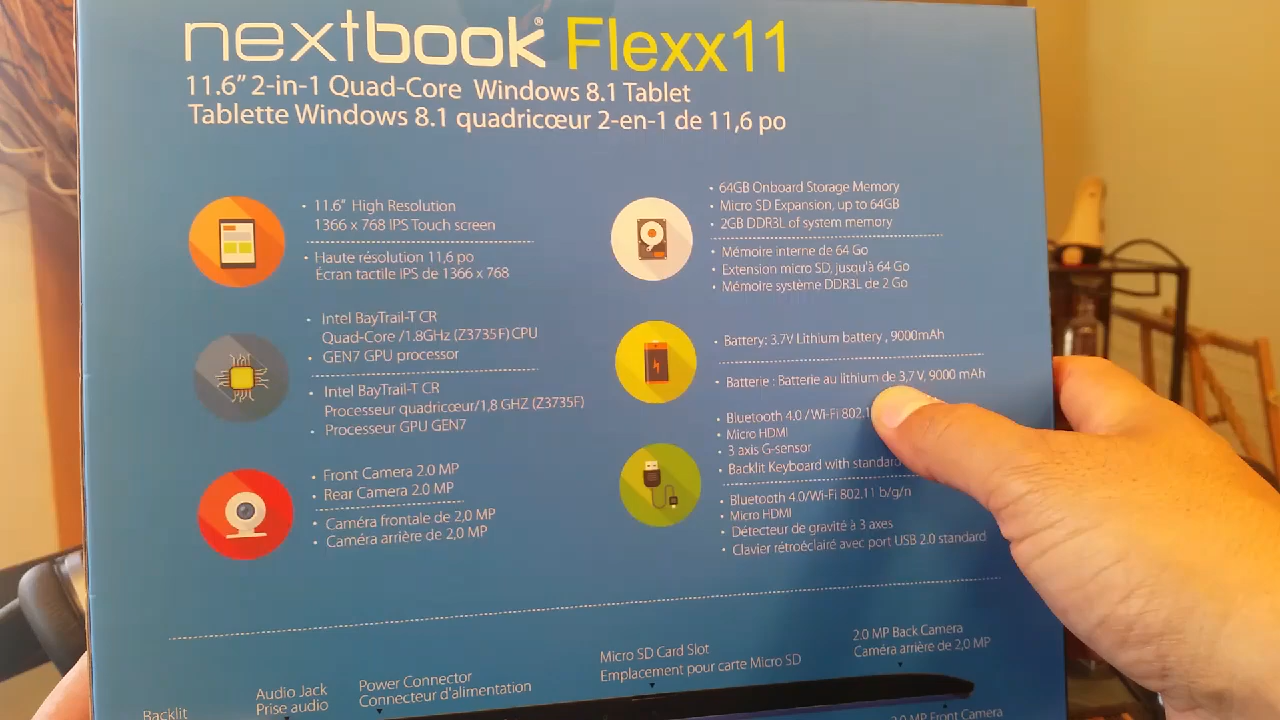 nextbook® Flexx11
11.6" 2-in-1 Quad-Core Windows 8.1 Tablet
Tablette Windows 8.1 quadricœur 2-en-1 de 11,6 po
• 11.6" High Resolution
1366 x 768 IPS Touch screen
• Haute résolution 11,6 po
Écran tactile IPS de 1366 x 768
• Intel BayTrail-T CR
Quad-Core /1.8GHz (Z3735F) CPU
• GEN7 GPU processor
• Intel BayTrail-T CR
Processeur quadricœur/1,8 GHZ (Z3735F)
• Processeur GPU GEN7
• Front Camera 2.0 MP
• Rear Camera 2.0 MP
• Caméra frontale de 2,0 MP
• Caméra arrière de 2,0 MP
• 64GB Onboard Storage Memory
• Micro SD Expansion, up to 64GB
• 2GB DDR3L of system memory
• Mémoire interne de 64 Go
• Extension micro SD, jusqu'à 64 Go
• Mémoire système DDR3L de 2 Go
• Battery: 3.7V Lithium battery , 9000mAh
• Batterie : Batterie au lithium de 3,7 V, 9000 mAh
• Bluetooth 4.0 / Wi-Fi 802.1
• Micro HDMI
• 3 axis G-sensor
• Backlit Keyboard with standard
• Bluetooth 4.0/Wi-Fi 802.11 b/g/n
• Micro HDMI
• Détecteur de gravité à 3 axes
• Clavier rétroéclairé avec port USB 2.0 standard
Backlit
Audio Jack
Prise audio
Power Connector
Connecteur d'alimentation
Micro SD Card Slot
Emplacement pour carte Micro SD
2.0 MP Back Camera
Caméra arrière de 2,0 MP
2.0 MP Front Camera